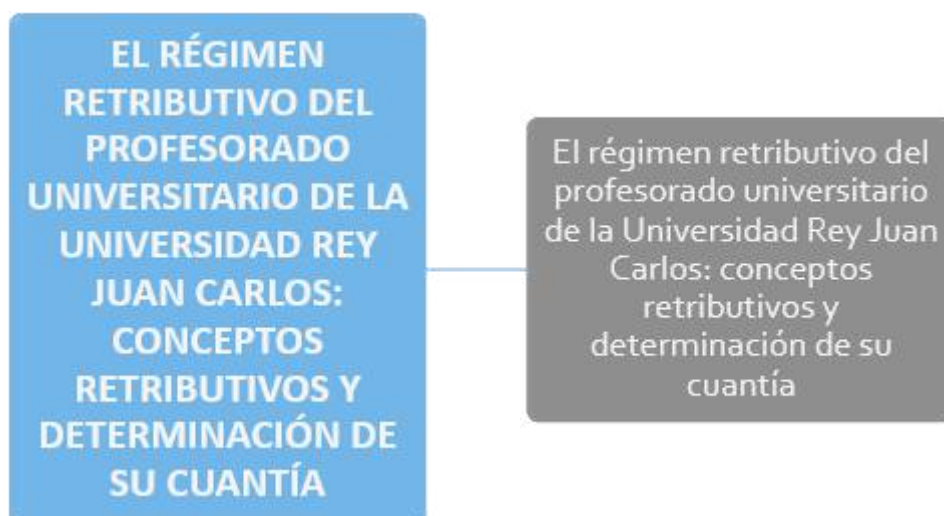 EL RÉGIMEN
RETRIBUTIVO DEL
PROFESORADO
UNIVERSITARIO DE LA
UNIVERSIDAD REY
JUAN CARLOS:
CONCEPTOS
RETRIBUTIVOS Y
DETERMINACIÓN DE
SU CUANTÍA
El régimen retributivo del
profesorado universitario
de la Universidad Rey Juan
Carlos: conceptos
retributivos y
determinación de su
cuantía